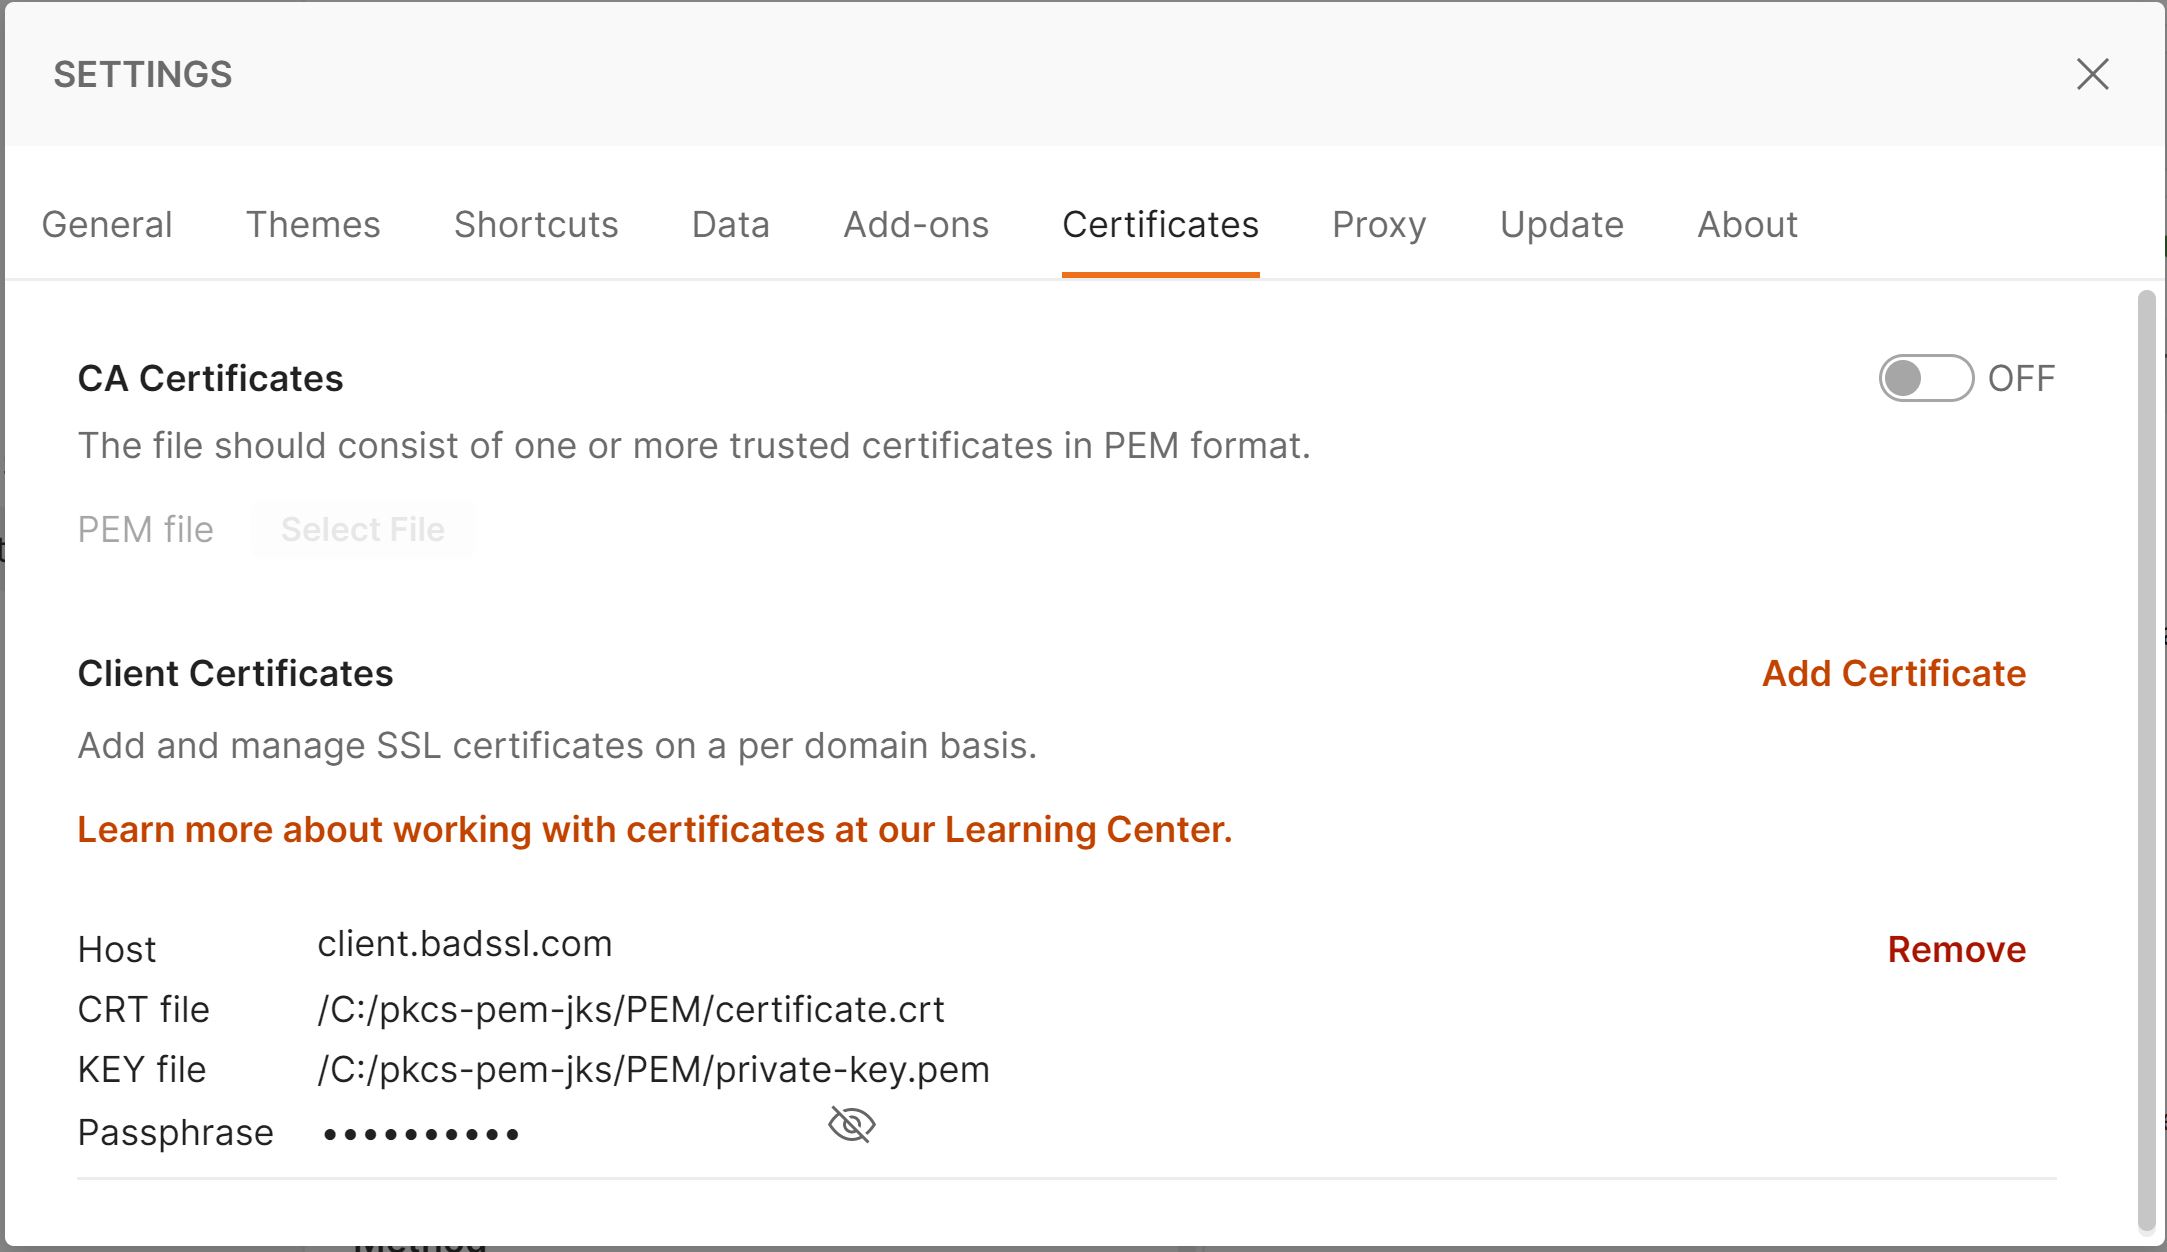 SETTINGS
General Themes Shortcuts Data Add-ons Certificates Proxy Update About
CA Certificates OFF
The file should consist of one or more trusted certificates in PEM format.
PEM file Select File
Client Certificates Add Certificate
Add and manage SSL certificates on a per domain basis.
Learn more about working with certificates at our Learning Center.
Host client.badssl.com Remove
CRT file /C:/pkcs-pem-jks/PEM/certificate.crt
KEY file /C:/pkcs-pem-jks/PEM/private-key.pem
Passphrase ••••••••••